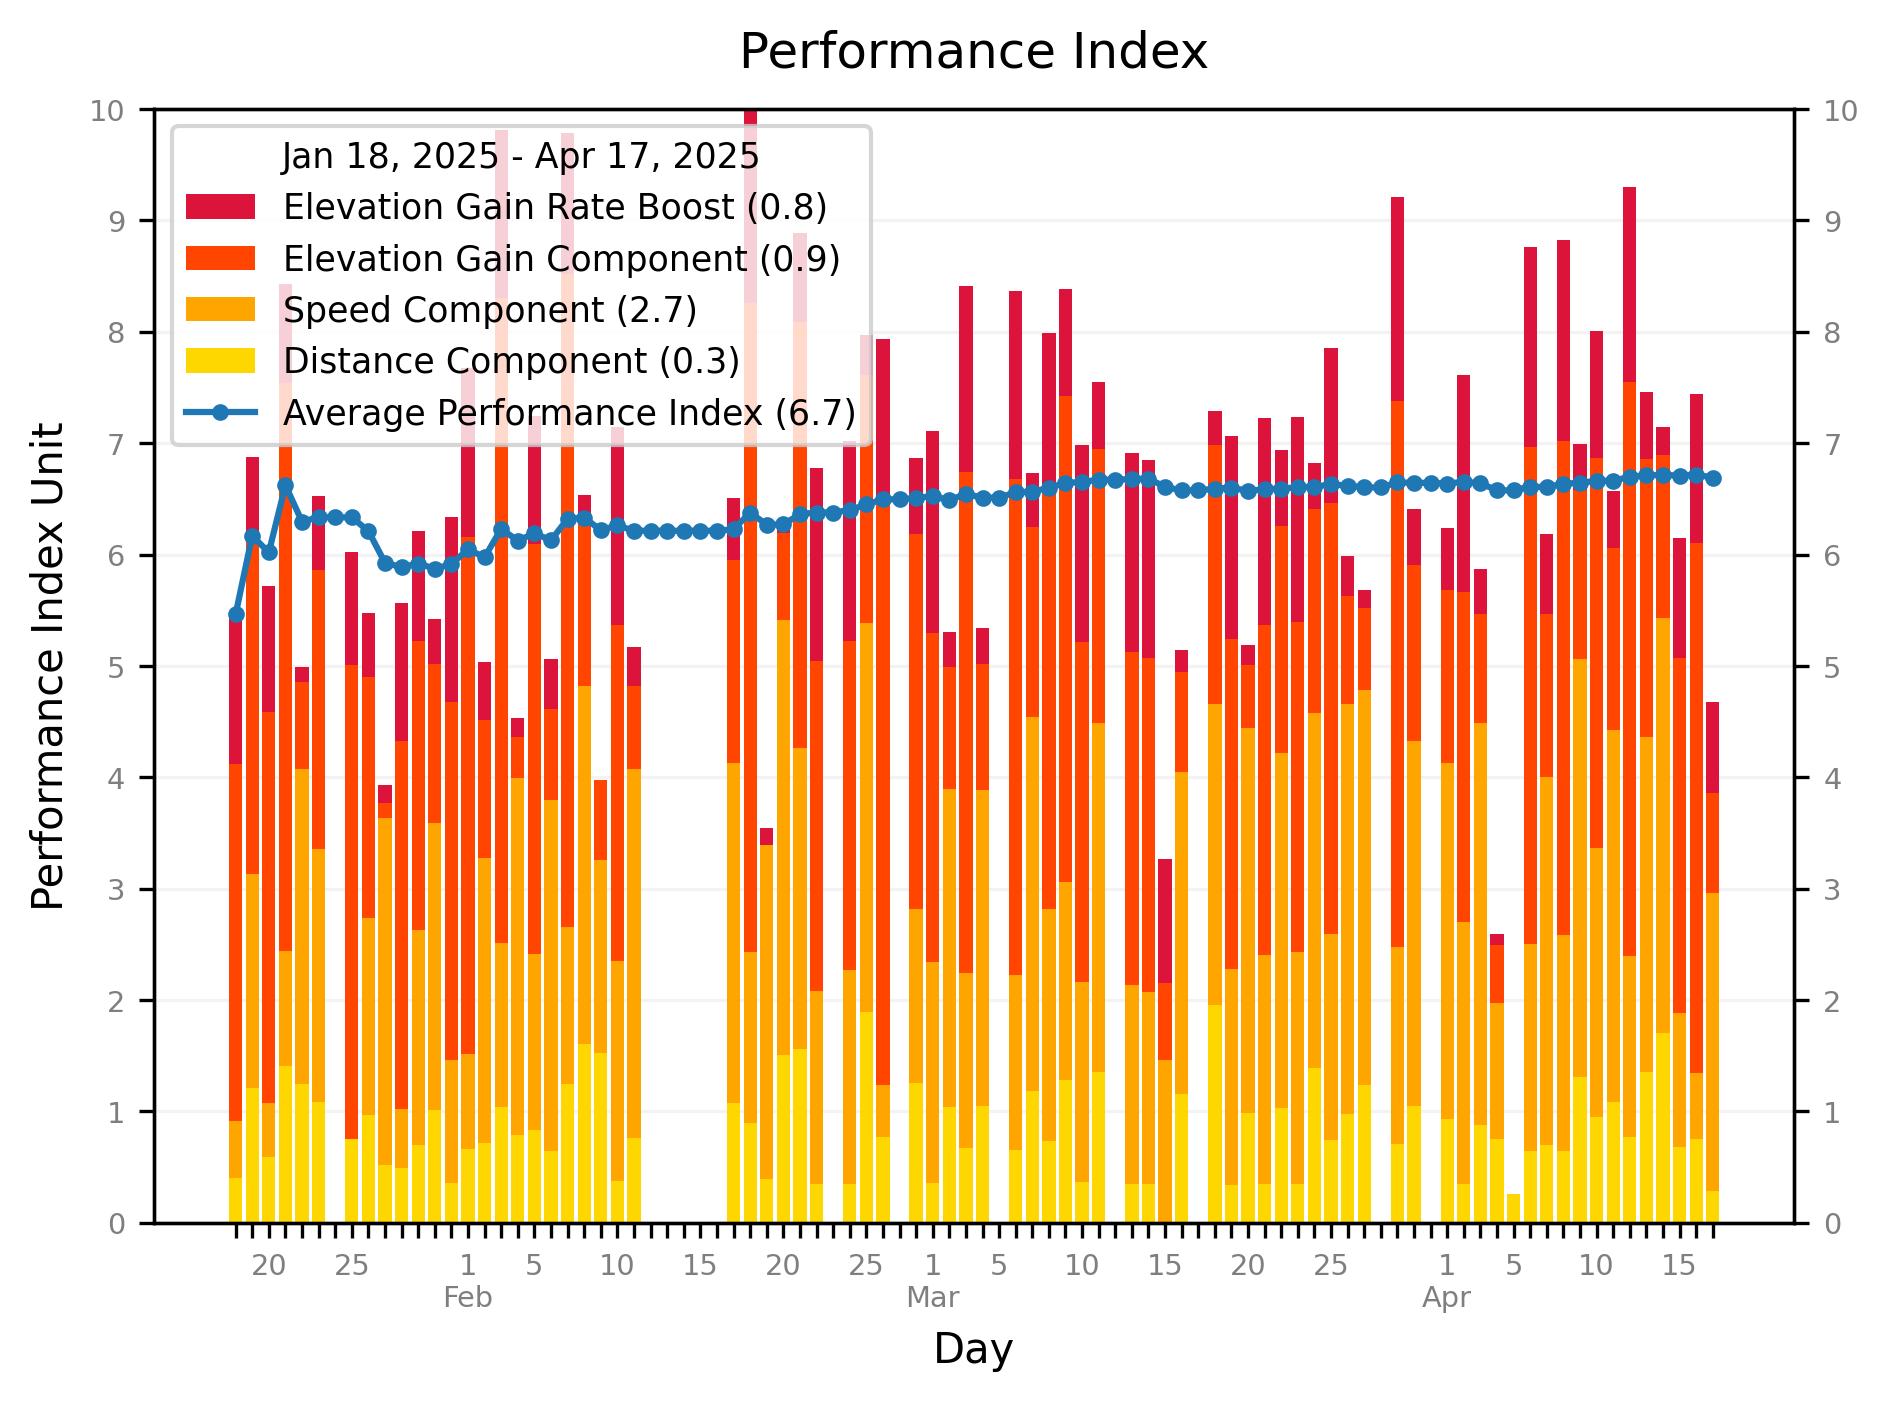 Performance Index
Jan 18, 2025 - Apr 17, 2025
Elevation Gain Rate Boost (0.8)
Elevation Gain Component (0.9)
Speed Component (2.7)
Distance Component (0.3)
Average Performance Index (6.7)
Performance Index Unit
10
9
8
7
6
5
4
3
2
1
0
10
9
8
7
6
5
4
3
2
1
0
20 25 1 5 10 15 20 25 1 5 10 15 20 25 1 5 10 15
Feb Mar Apr
Day